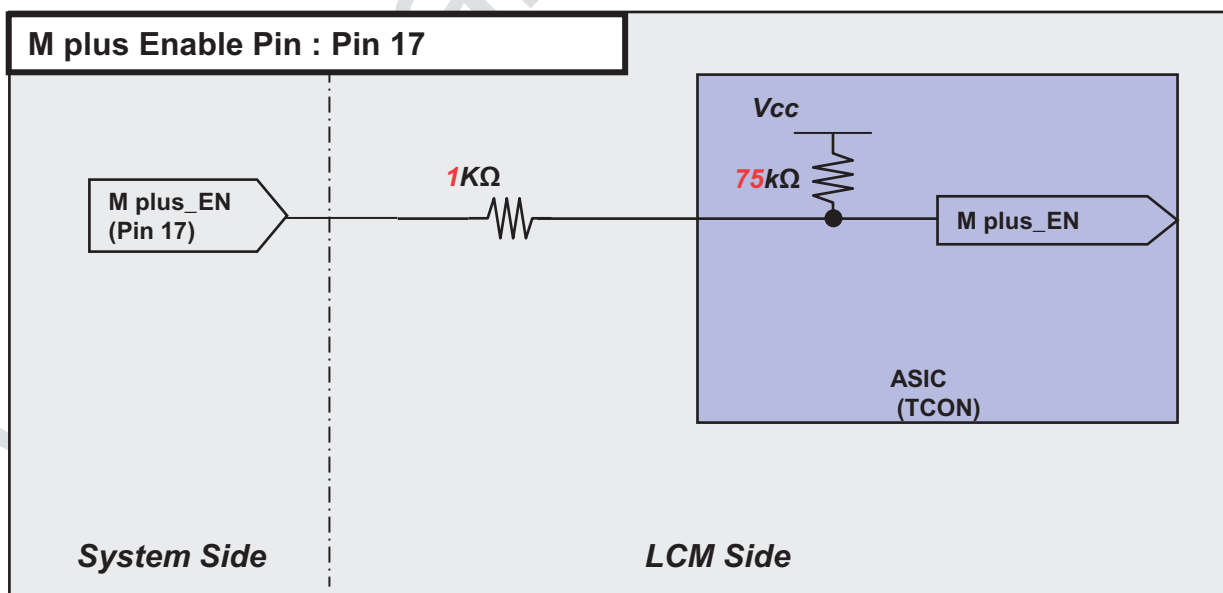 M plus Enable Pin : Pin 17
Vcc
1KΩ
75kΩ
M plus_EN
(Pin 17)
M plus_EN
ASIC
(TCON)
System Side
LCM Side